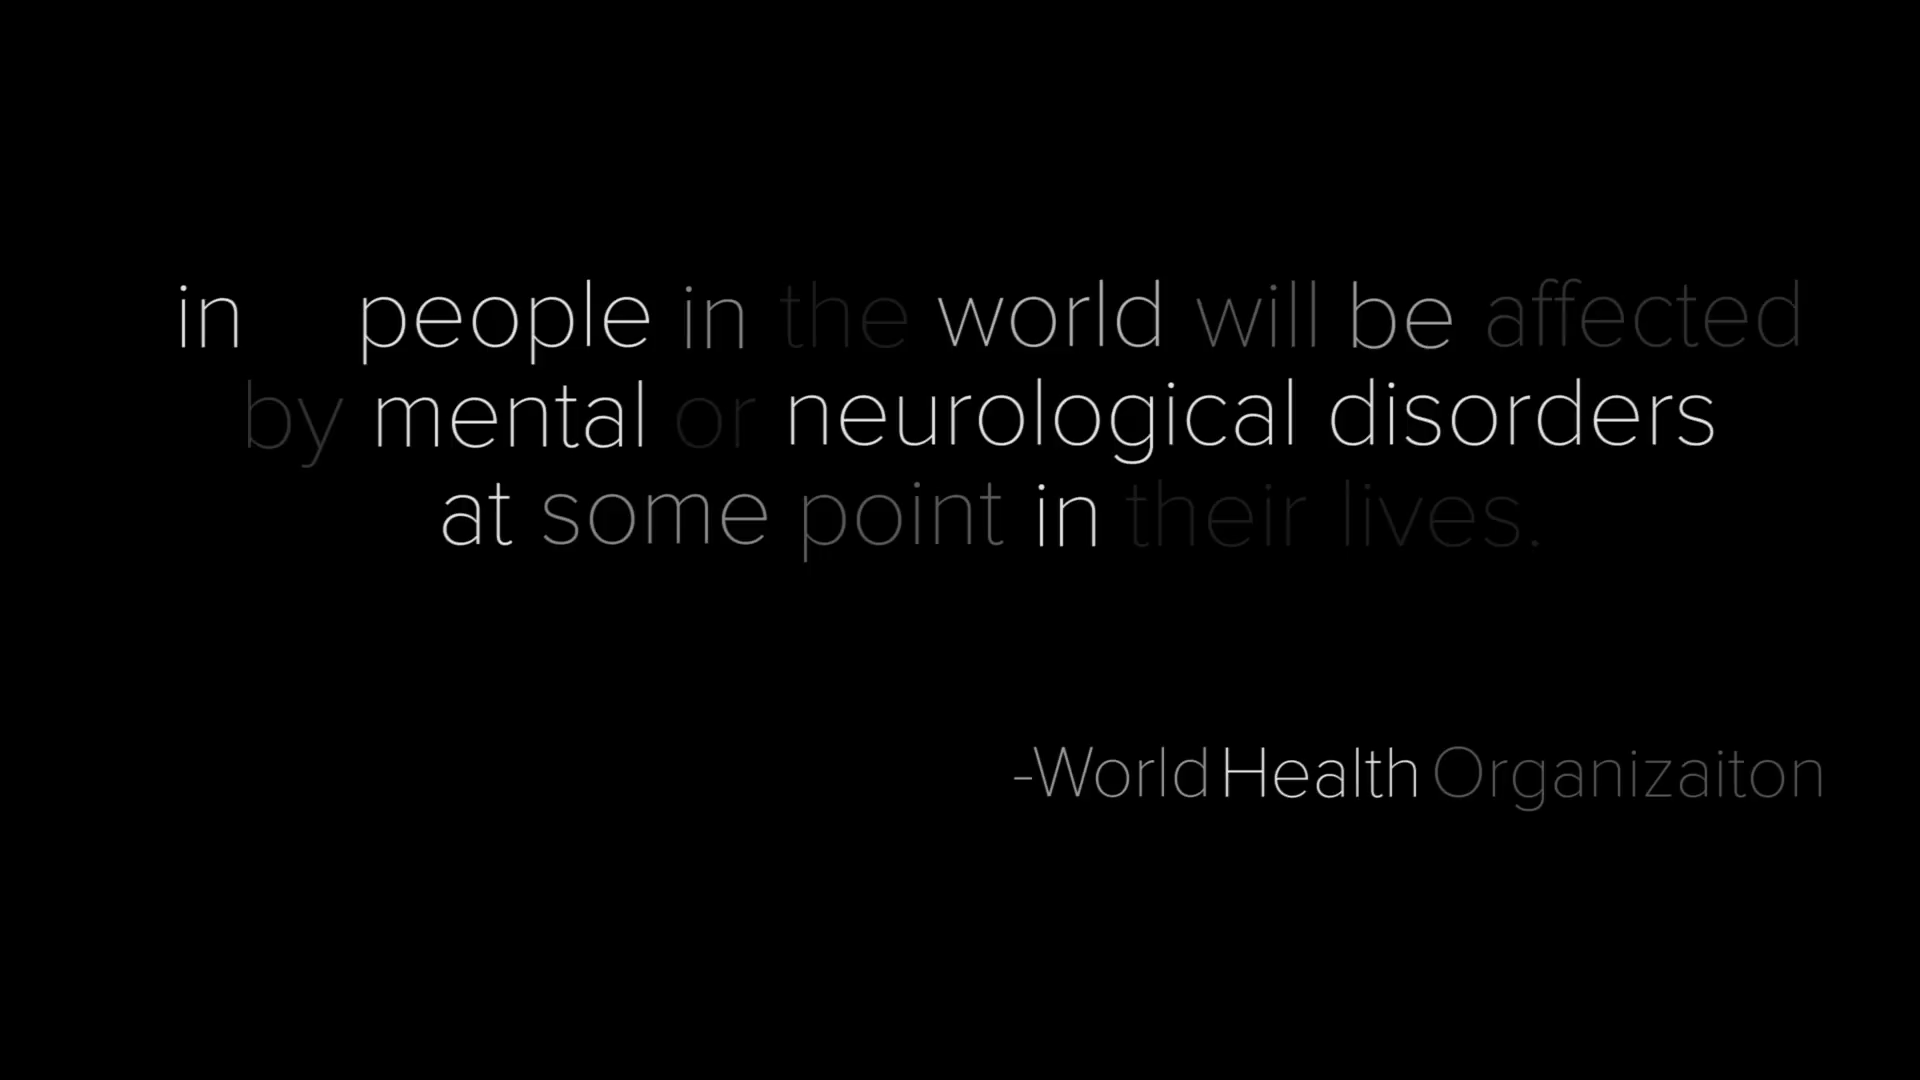 in people in the world will be affected
by mental or neurological disorders
at some point in their lives.
-World Health Organizaiton